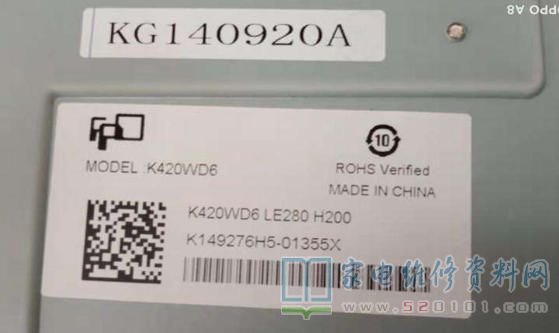 OPPO A8
KG140920A
10
MODEL :K420WD6
ROHS Verified
MADE IN CHINA
K420WD6 LE280 H200
K149276H5-01355X
家电维修资料网
www.520101.com